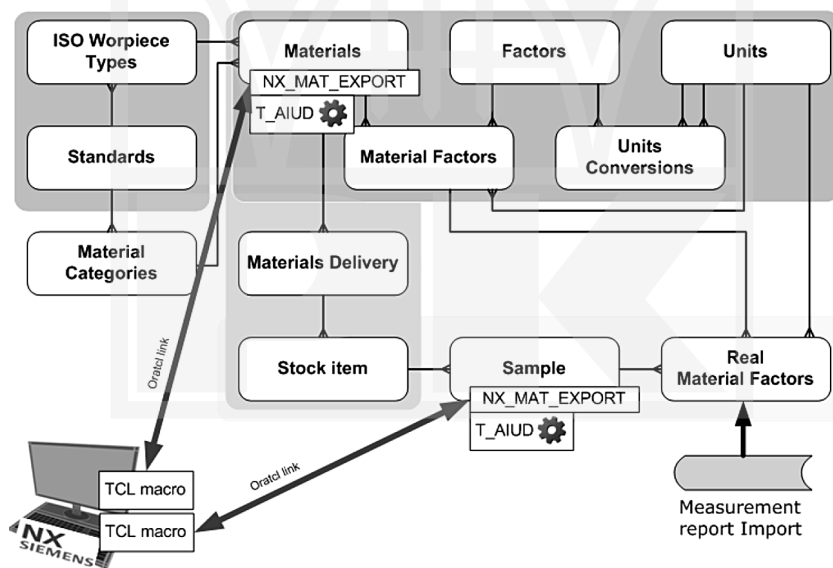 ISO Worpiece
Types
Materials
Factors
Units
NX_MAT_EXPORT
T_AIUD
Standards
Material Factors
Units
Conversions
Material
Categories
Materials Delivery
Stock item
Sample
Real
Material Factors
NX_MAT_EXPORT
T_AIUD
Oratcl link
Oratcl link
TCL macro
TCL macro
NX
SIEMENS
Measurement
report Import